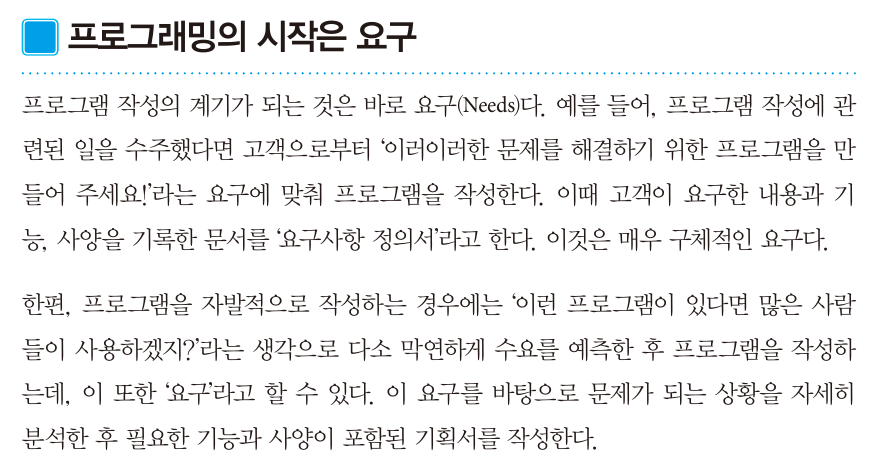 프로그래밍의 시작은 요구
프로그램 작성의 계기가 되는 것은 바로 요구(Needs)다. 예를 들어, 프로그램 작성에 관
련된 일을 수주했다면 고객으로부터 ‘이러이러한 문제를 해결하기 위한 프로그램을 만
들어 주세요!’라는 요구에 맞춰 프로그램을 작성한다. 이때 고객이 요구한 내용과 기
능, 사양을 기록한 문서를 ‘요구사항 정의서’라고 한다. 이것은 매우 구체적인 요구다.
한편, 프로그램을 자발적으로 작성하는 경우에는 ‘이런 프로그램이 있다면 많은 사람
들이 사용하겠지?’라는 생각으로 다소 막연하게 수요를 예측한 후 프로그램을 작성하
는데, 이 또한 ‘요구’라고 할 수 있다. 이 요구를 바탕으로 문제가 되는 상황을 자세히
분석한 후 필요한 기능과 사양이 포함된 기획서를 작성한다.